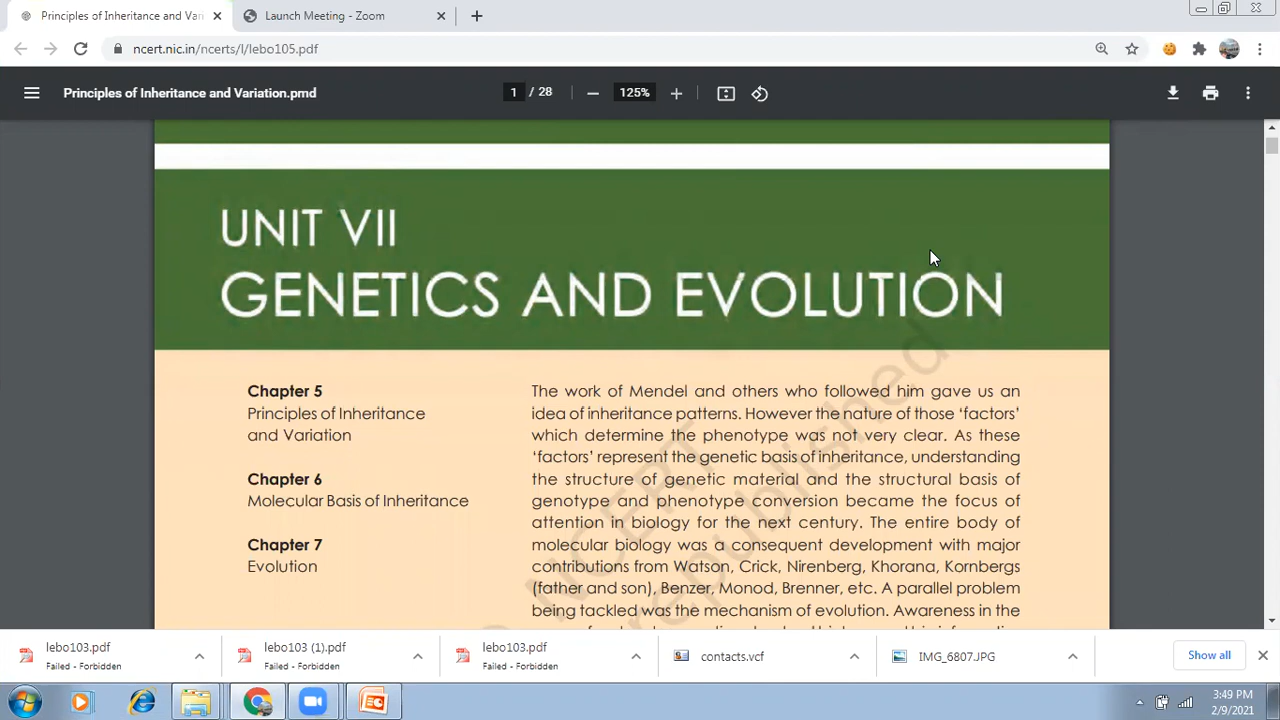 Principles of Inheritance and Vari
Launch Meeting - Zoom
ncert.nic.in/ncerts/l/lebo105.pdf
Principles of Inheritance and Variation.pmd
1 / 28
125%
UNIT VII
GENETICS AND EVOLUTION
Chapter 5
Principles of Inheritance
and Variation
Chapter 6
Molecular Basis of Inheritance
Chapter 7
Evolution
The work of Mendel and others who followed him gave us an
idea of inheritance patterns. However the nature of those ‘factors’
which determine the phenotype was not very clear. As these
‘factors’ represent the genetic basis of inheritance, understanding
the structure of genetic material and the structural basis of
genotype and phenotype conversion became the focus of
attention in biology for the next century. The entire body of
molecular biology was a consequent development with major
contributions from Watson, Crick, Nirenberg, Khorana, Kornbergs
(father and son), Benzer, Monod, Brenner, etc. A parallel problem
being tackled was the mechanism of evolution. Awareness in the
NCERT
republished
lebo103.pdf
Failed - Forbidden
lebo103 (1).pdf
Failed - Forbidden
lebo103.pdf
Failed - Forbidden
contacts.vcf
IMG_6807.JPG
Show all
3:49 PM
2/9/2021